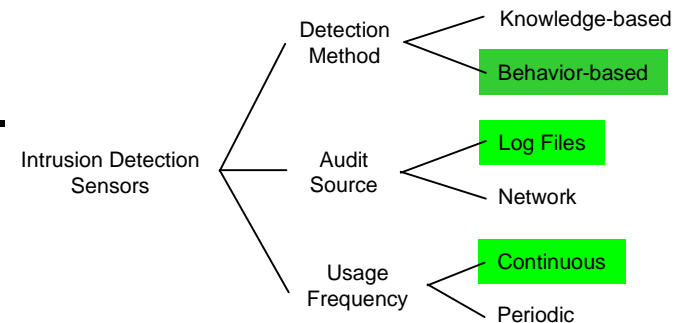 Intrusion Detection
Sensors
Detection
Method
Knowledge-based
Behavior-based
Audit
Source
Log Files
Network
Usage
Frequency
Continuous
Periodic